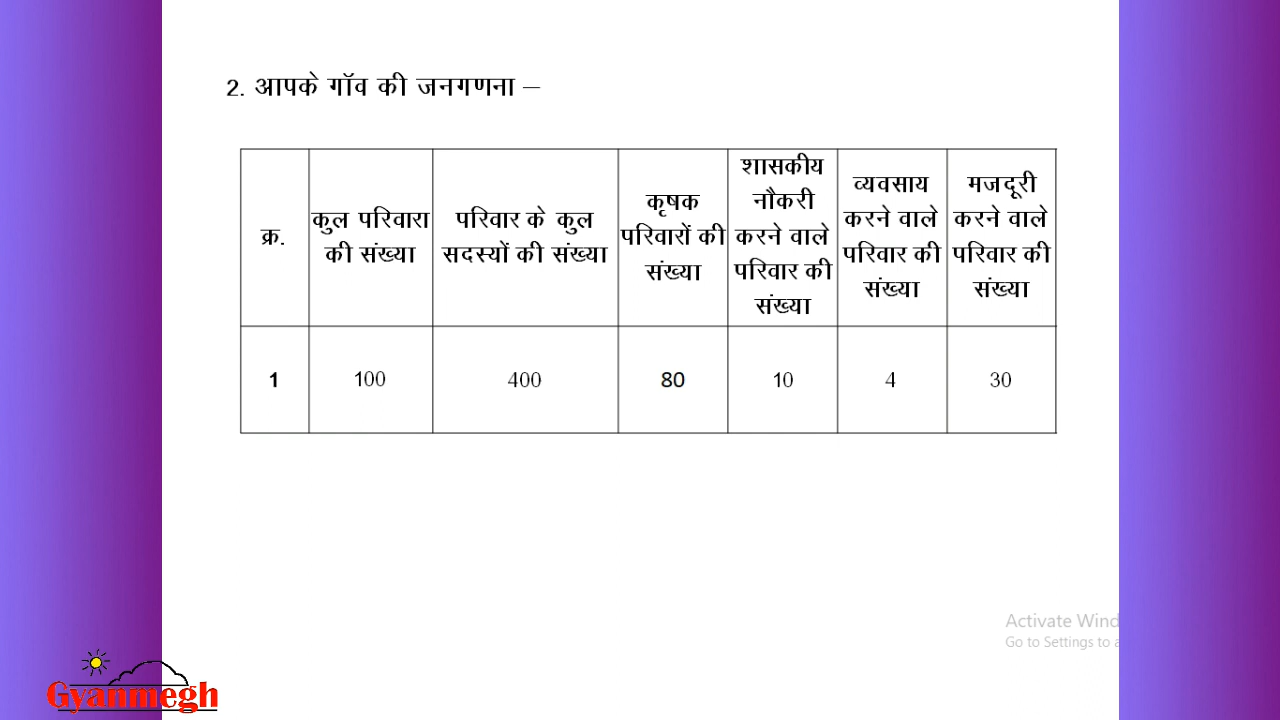 2. आपके गॉव की जनगणना –
क्र.
कुल परिवारा
की संख्या
परिवार के कुल
सदस्यों की संख्या
कृषक
परिवारों की
संख्या
शासकीय
नौकरी
करने वाले
परिवार की
संख्या
व्यवसाय
करने वाले
परिवार की
संख्या
मजदूरी
करने वाले
परिवार की
संख्या
1
100
400
80
10
4
30
Activate Wind
Go to Settings to a
Gyanmegh